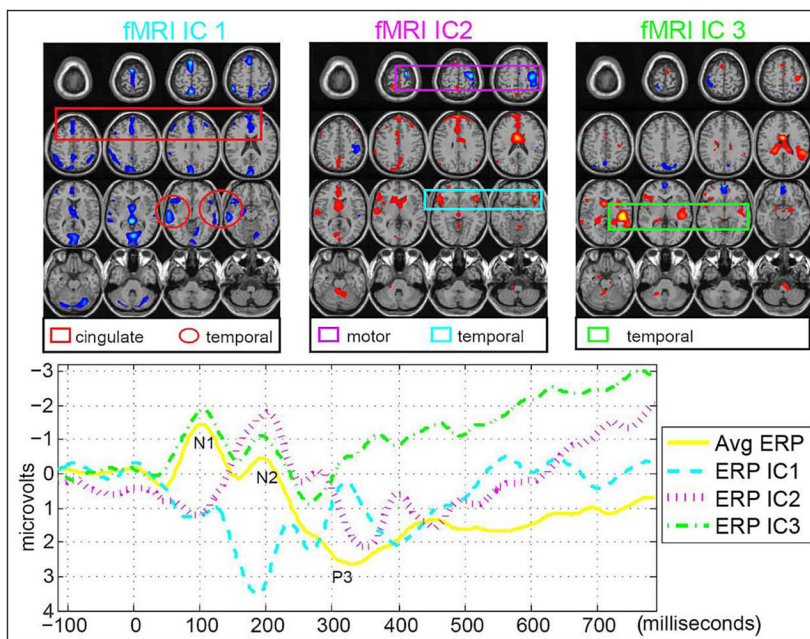 fMRI IC 1
fMRI IC2
fMRI IC 3
cingulate
temporal
motor
temporal
temporal
−3
−2
−1
0
1
2
3
4
microvolts
N1
N2
P3
−100
0
100
200
300
400
500
600
700
(milliseconds)
Avg ERP
ERP IC1
ERP IC2
ERP IC3